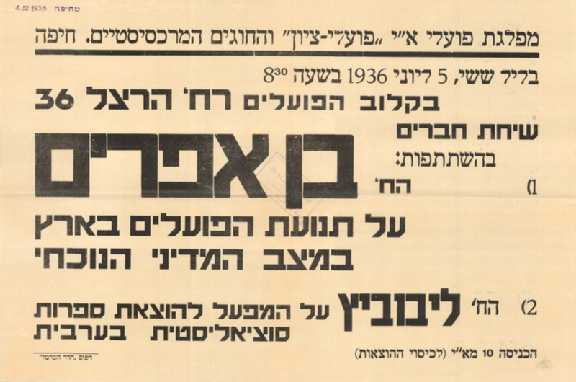 מפלגת פועלי א״י „פועלי-ציון״ והחוגים המרכסיסטיים. חיפה
בליל ששי, 5 ליוני 1936 בשעה 8³⁰
בקלוב הפועלים רח׳ הרצל 36
שיחת חברים
בהשתתפות:
1) הח׳ בן אפרים
על תנועת הפועלים בארץ
במצב המדיני הנוכחי
2) הח׳ ליבוביץ על המפעל להוצאת ספרות
סוציאליסטית בערבית
הכניסה 10 מא״י (לכיסוי ההוצאות)